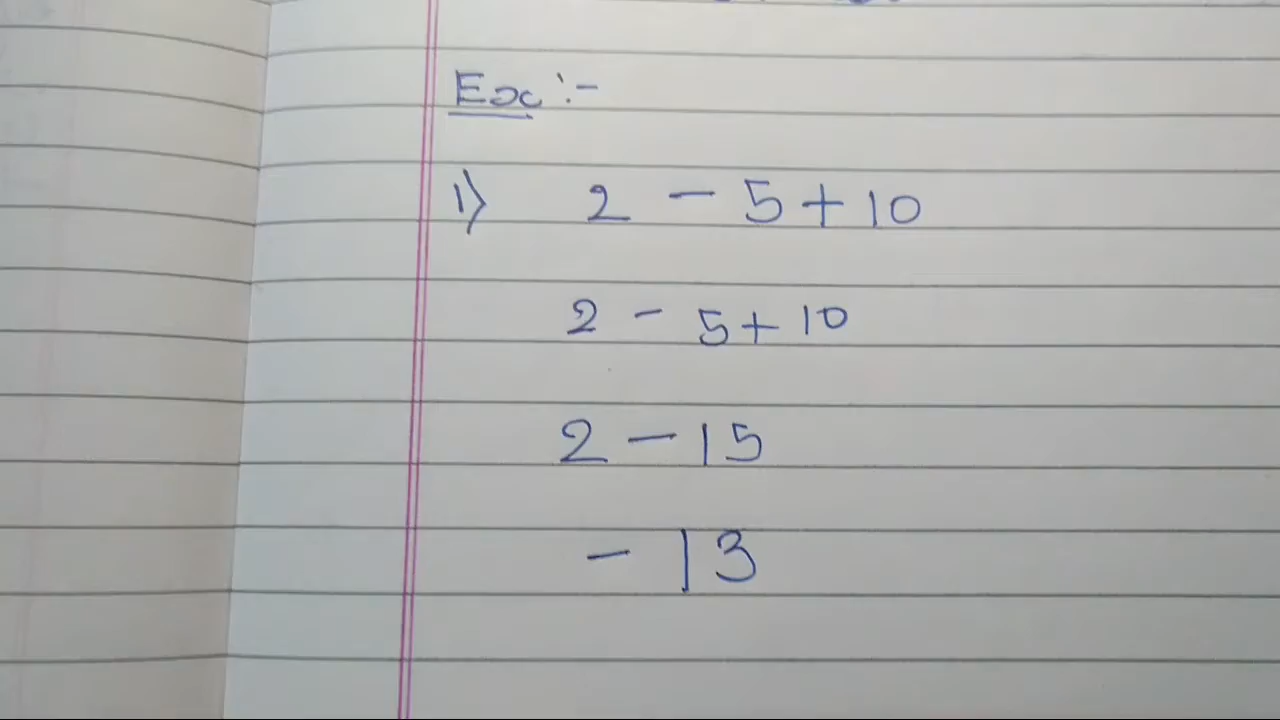 Ex :-
1) 2 - 5 + 10
2 - 5 + 10
2 - 15
- 13